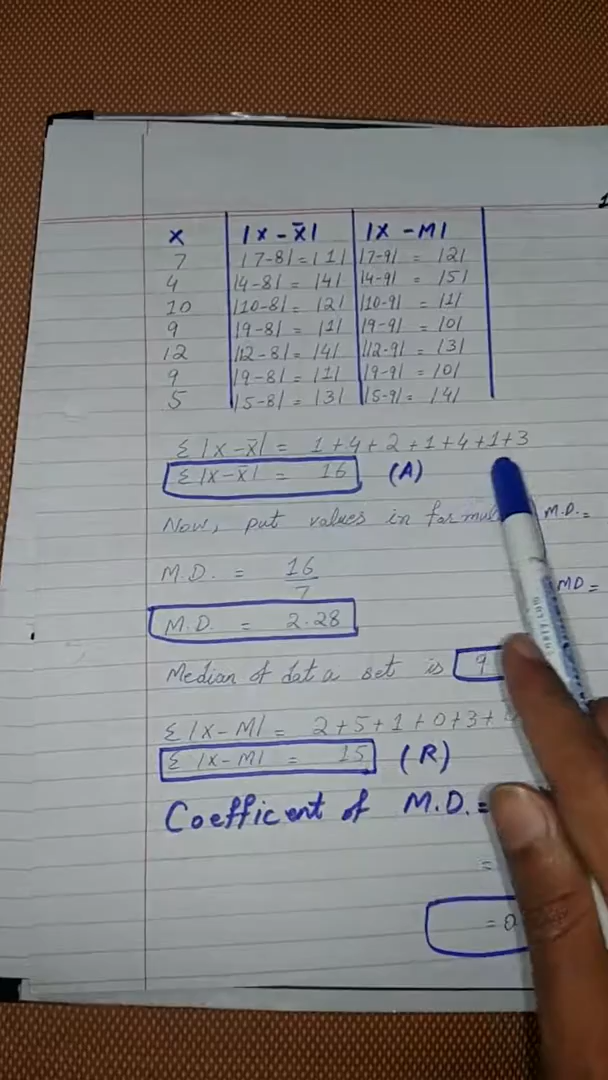 X |X-X̄| |X-M|
7 |7-8| = |1| |7-9| = |2|
4 |4-8| = |4| |4-9| = |5|
10 |10-8| = |2| |10-9| = |1|
9 |9-8| = |1| |9-9| = |0|
12 |12-8| = |4| |12-9| = |3|
9 |9-8| = |1| |9-9| = |0|
5 |5-8| = |3| |5-9| = |4|
Σ |X-X̄| = 1+4+2+1+4+1+3
Σ |X-X̄| = 16 (A)
Now, put values in M.D. =
M.D. = 16/7
MD =
M.D. = 2.28
Median of data set is 9
Σ |X-M| = 2+5+1+0+3+
Σ |X-M| = 15 (R)
Coefficent of M.D. =
=
= 0